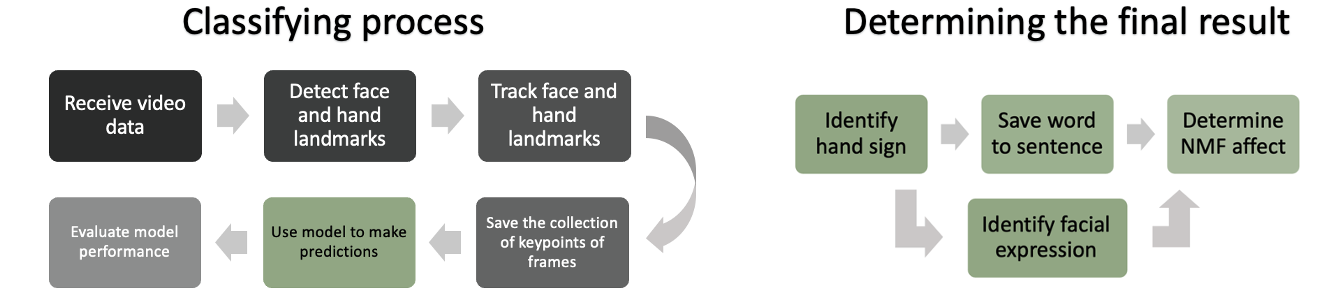 Classifying process
Receive video
data
Detect face
and hand
landmarks
Track face and
hand
landmarks
Save the collection
of keypoints of
frames
Use model to make
predictions
Evaluate model
performance
Determining the final result
Identify
hand sign
Save word
to sentence
Determine
NMF affect
Identify facial
expression